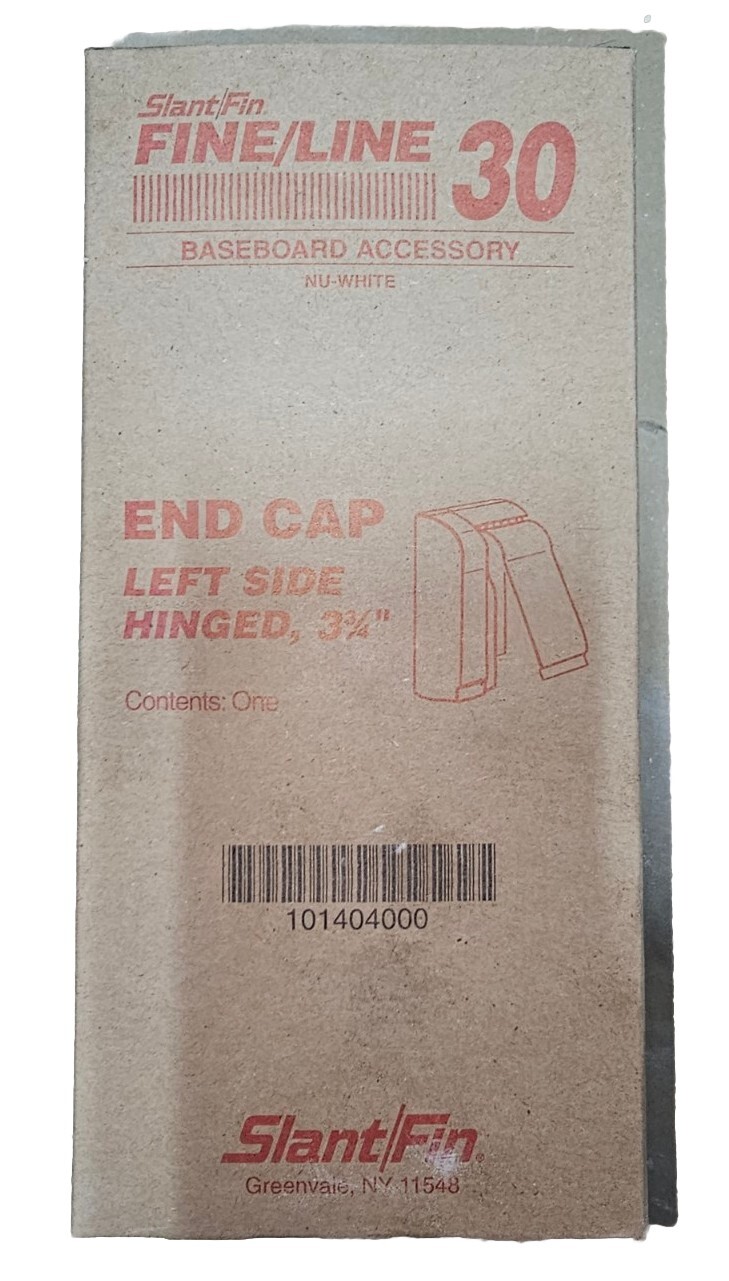 Slant/Fin
FINE/LINE 30
BASEBOARD ACCESSORY
NU-WHITE
END CAP
LEFT SIDE
HINGED, 3¾"
Contents: One
101404000
Slant/Fin®
Greenvale, NY 11548